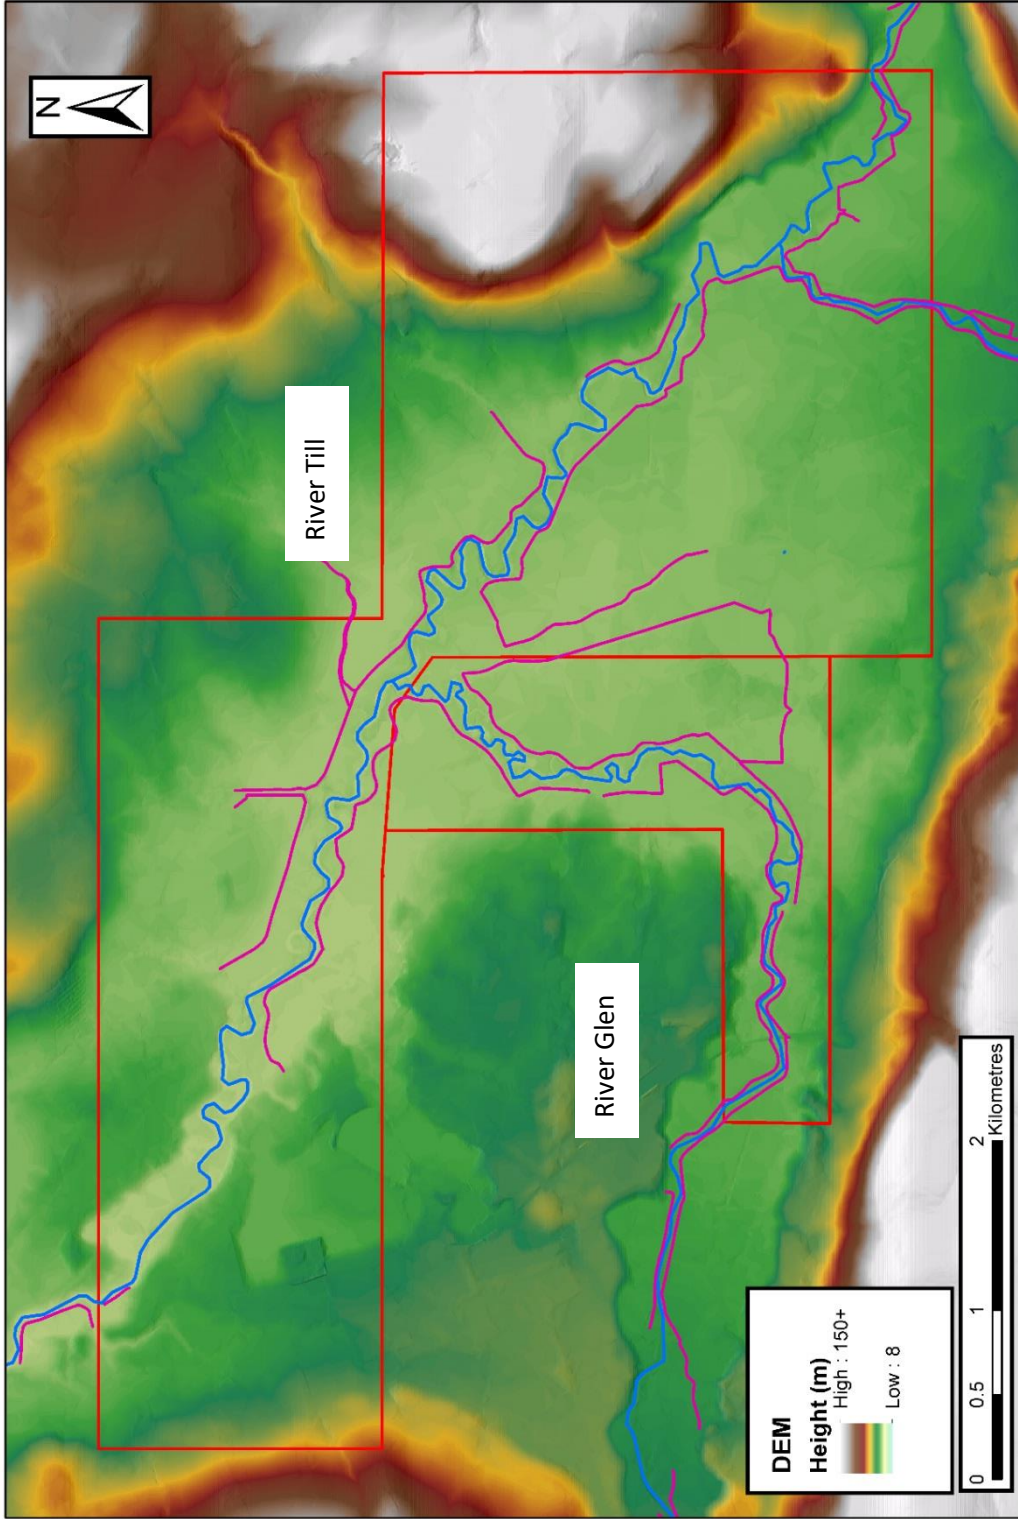 N
River Till
River Glen
DEM
Height (m)
High : 150+
Low : 8
0 0.5 1 2
Kilometres